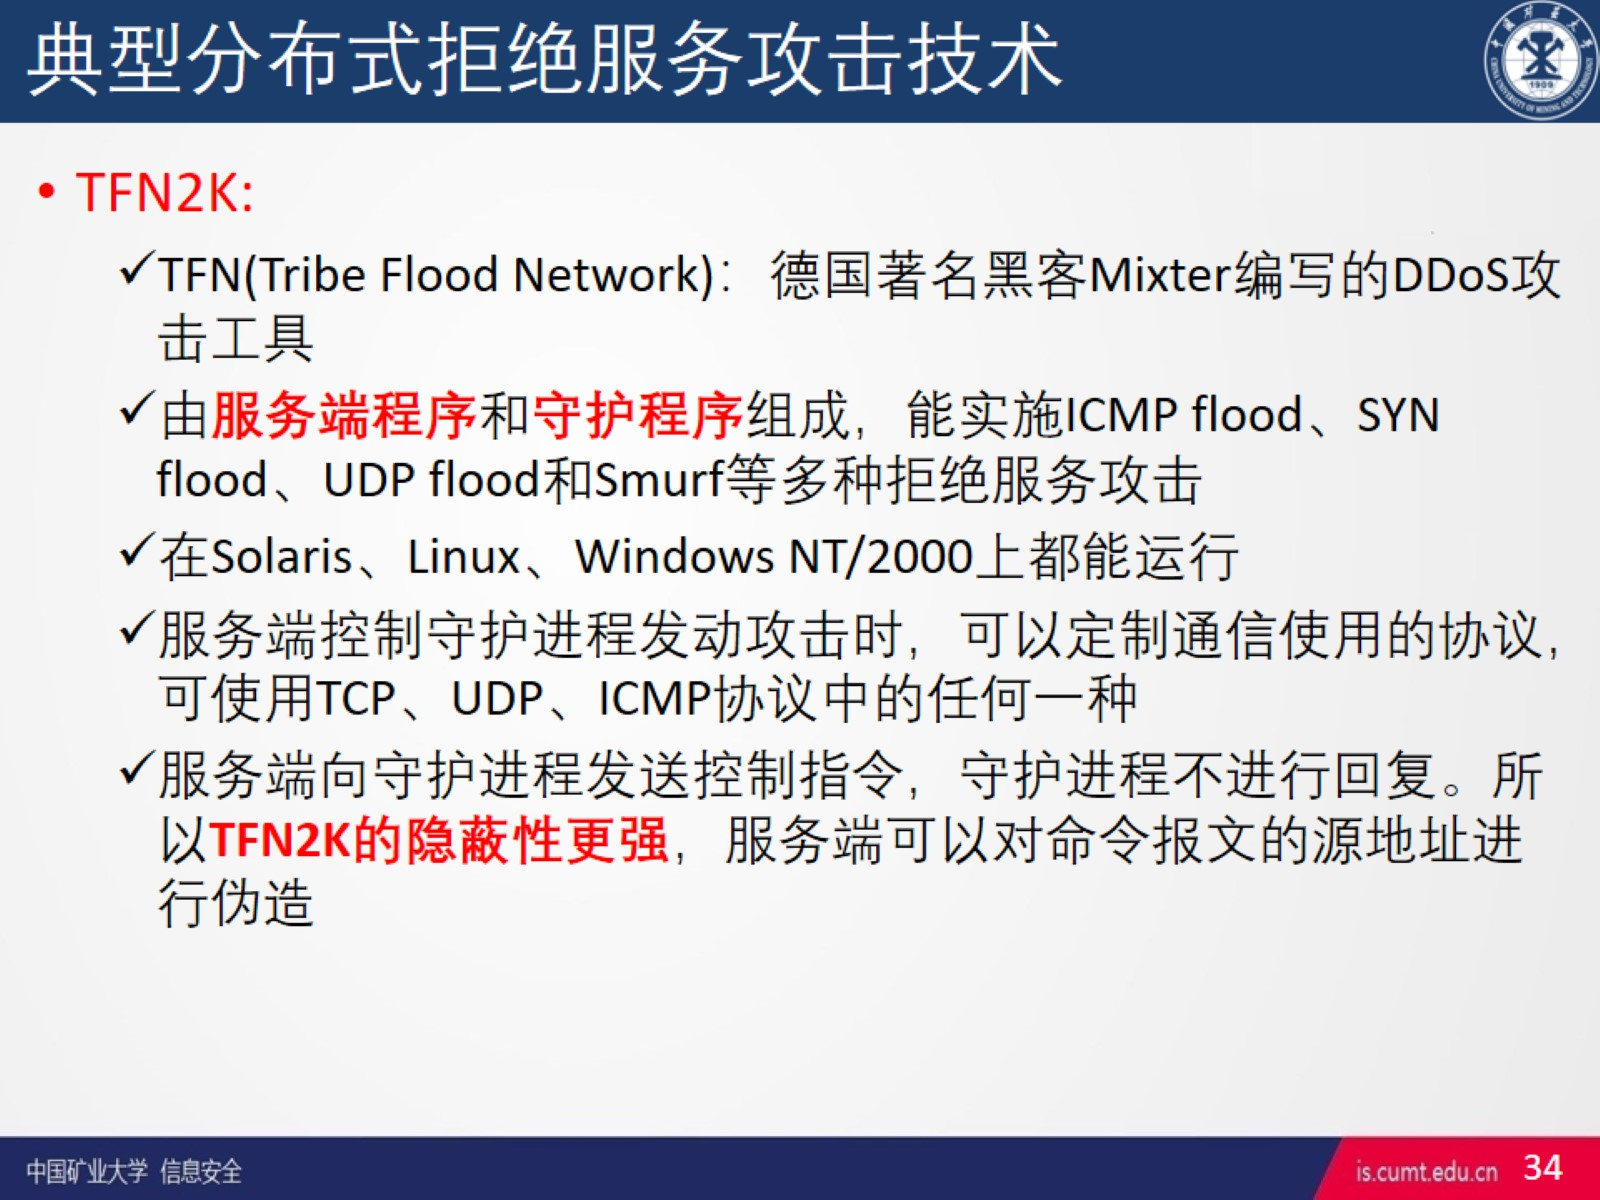 典型分布式拒绝服务攻击技术
• TFN2K:
✓TFN(Tribe Flood Network)： 德国著名黑客Mixter编写的DDoS攻
击工具
✓由服务端程序和守护程序组成，能实施ICMP flood、SYN
flood、UDP flood和Smurf等多种拒绝服务攻击
✓在Solaris、Linux、Windows NT/2000上都能运行
✓服务端控制守护进程发动攻击时，可以定制通信使用的协议，
可使用TCP、UDP、ICMP协议中的任何一种
✓服务端向守护进程发送控制指令，守护进程不进行回复。所
以TFN2K的隐蔽性更强，服务端可以对命令报文的源地址进
行伪造
中国矿业大学 信息安全
is.cumt.edu.cn 34
CHINA UNIVERSITY OF MINING AND TECHNOLOGY
1909